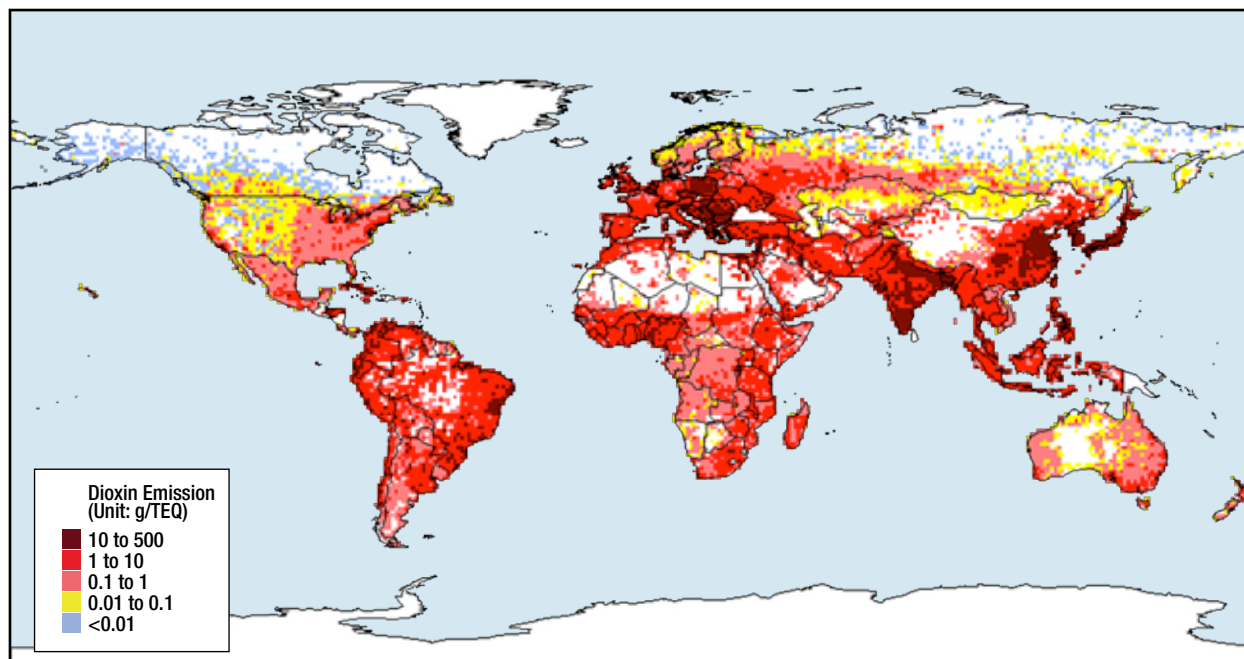 Dioxin Emission
(Unit: g/TEQ)
10 to 500
1 to 10
0.1 to 1
0.01 to 0.1
<0.01